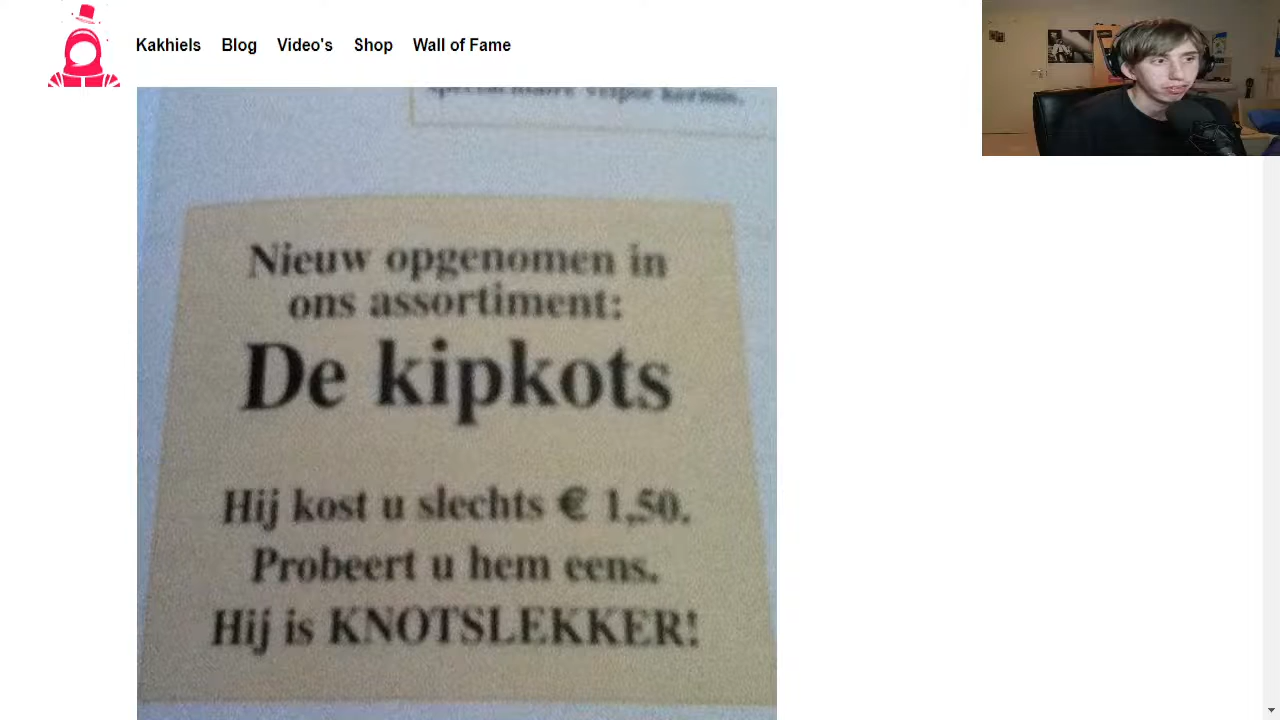 Kakhiels Blog Video's Shop Wall of Fame
Nieuw opgenomen in
ons assortiment:
De kipkots
Hij kost u slechts € 1,50.
Probeert u hem eens.
Hij is KNOTSLEKKER!